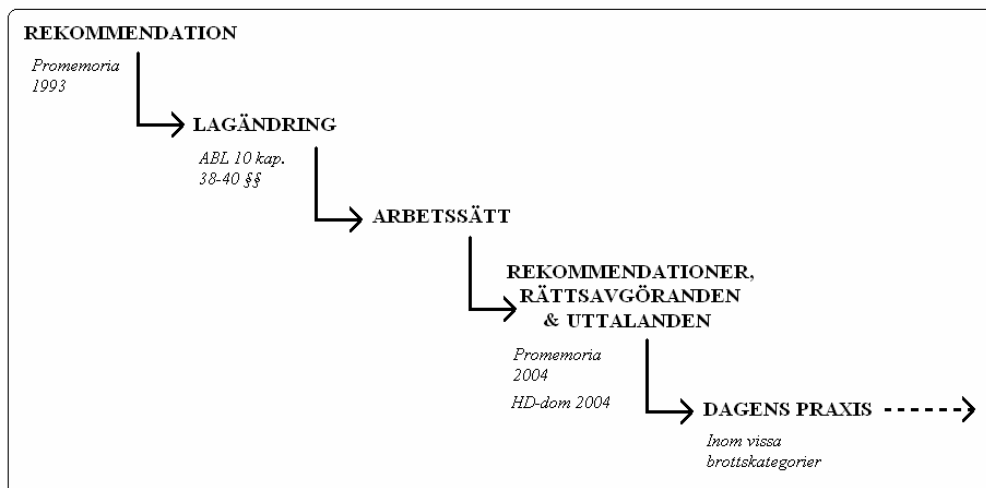 REKOMMENDATION
Promemoria
1993
LAGÄNDRING
ABL 10 kap.
38-40 §§
ARBETSSÄTT
REKOMMENDATIONER,
RÄTTSAVGÖRANDEN
& UTTALANDEN
Promemoria
2004
HD-dom 2004
DAGENS PRAXIS
Inom vissa
brottskategorier